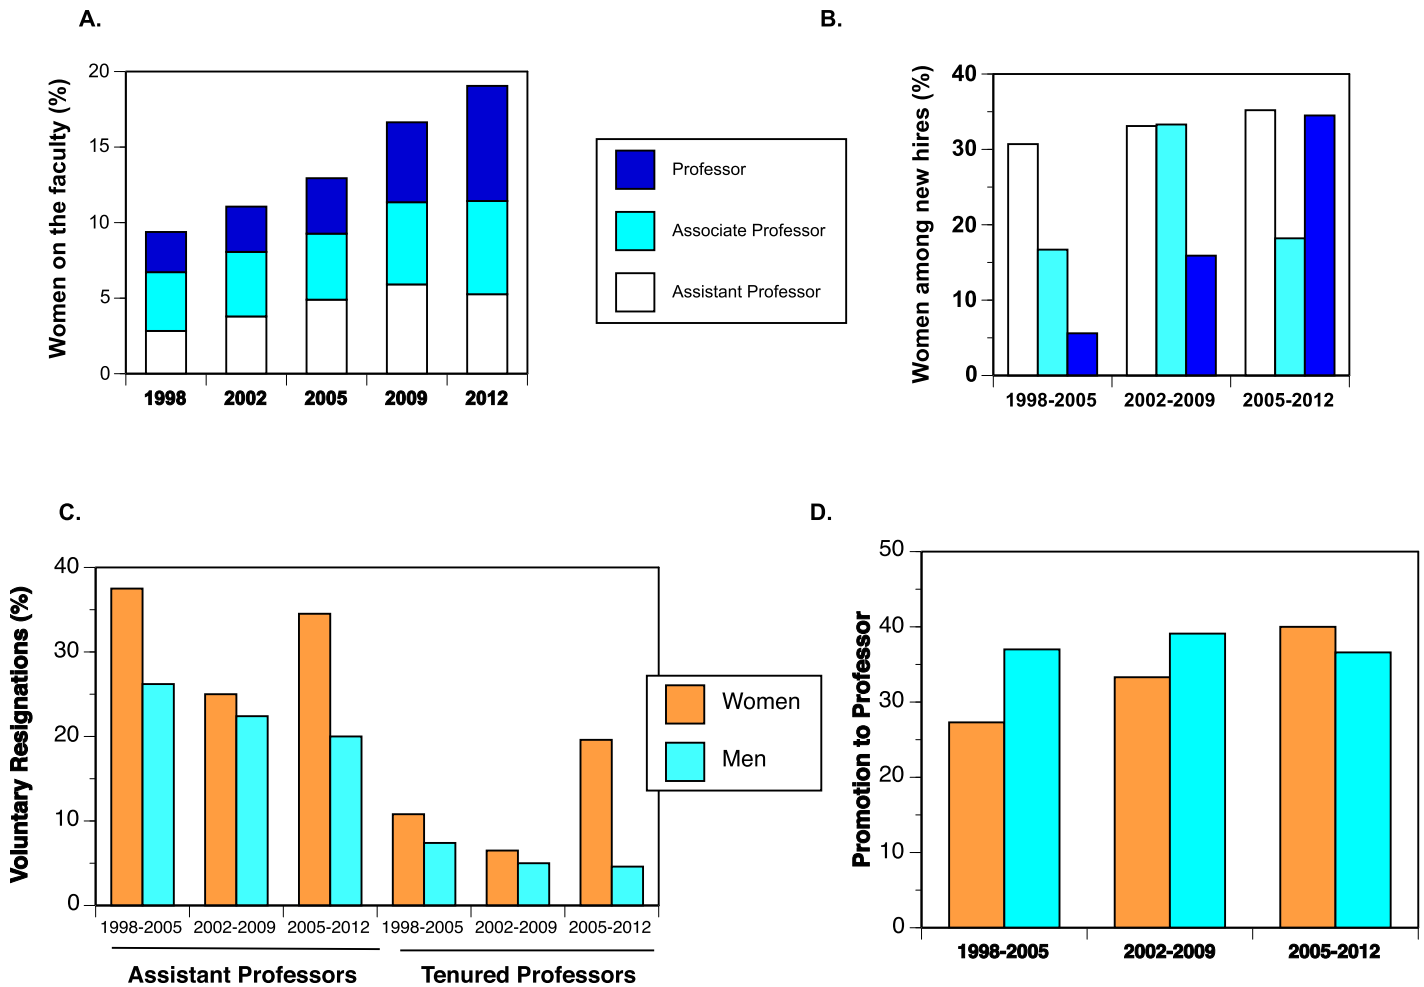 A.
Women on the faculty (%)
20
15
10
5
0
1998 2002 2005 2009 2012
Professor
Associate Professor
Assistant Professor
B.
Women among new hires (%)
40
30
20
10
0
1998-2005 2002-2009 2005-2012
C.
Voluntary Resignations (%)
40
30
20
10
0
1998-2005 2002-2009 2005-2012 1998-2005 2002-2009 2005-2012
Assistant Professors Tenured Professors
Women
Men
D.
Promotion to Professor
50
40
30
20
10
0
1998-2005 2002-2009 2005-2012